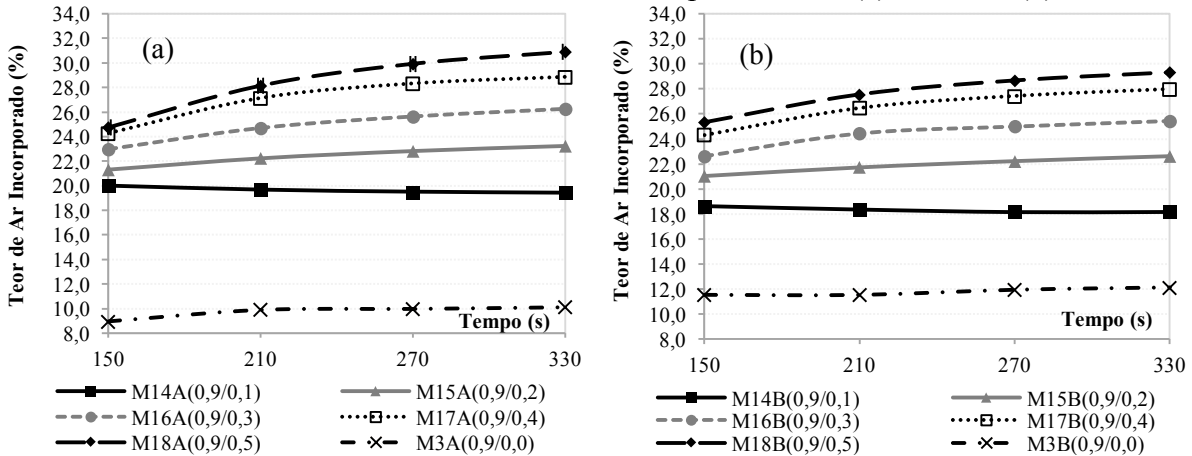 Teor de Ar Incorporado (%)
34,0
32,0
30,0
28,0
26,0
24,0
22,0
20,0
18,0
16,0
14,0
12,0
10,0
8,0
(a)
Tempo (s)
150
210
270
330
M14A(0,9/0,1)
M15A(0,9/0,2)
M16A(0,9/0,3)
M17A(0,9/0,4)
M18A(0,9/0,5)
M3A(0,9/0,0)
Teor de Ar Incorporado (%)
34,0
32,0
30,0
28,0
26,0
24,0
22,0
20,0
18,0
16,0
14,0
12,0
10,0
8,0
(b)
Tempo (s)
150
210
270
330
M14B(0,9/0,1)
M15B(0,9/0,2)
M16B(0,9/0,3)
M17B(0,9/0,4)
M18B(0,9/0,5)
M3B(0,9/0,0)